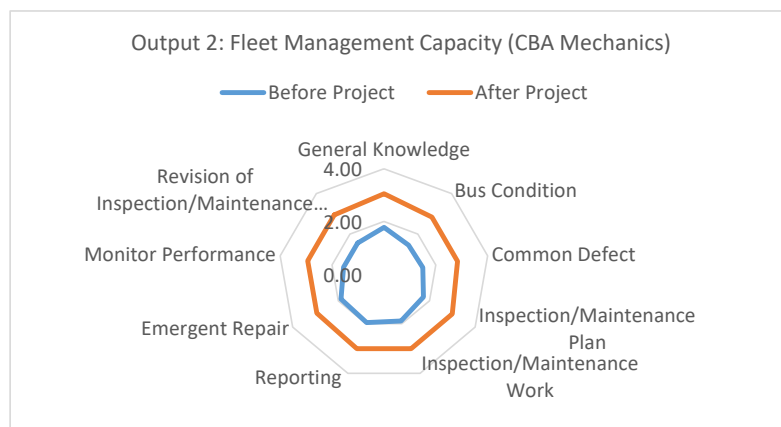 Output 2: Fleet Management Capacity (CBA Mechanics)
Before Project
After Project
General Knowledge
4.00
Revision of
Inspection/Maintenance...
Bus Condition
2.00
Monitor Performance
Common Defect
0.00
Emergent Repair
Inspection/Maintenance
Plan
Reporting
Inspection/Maintenance
Work